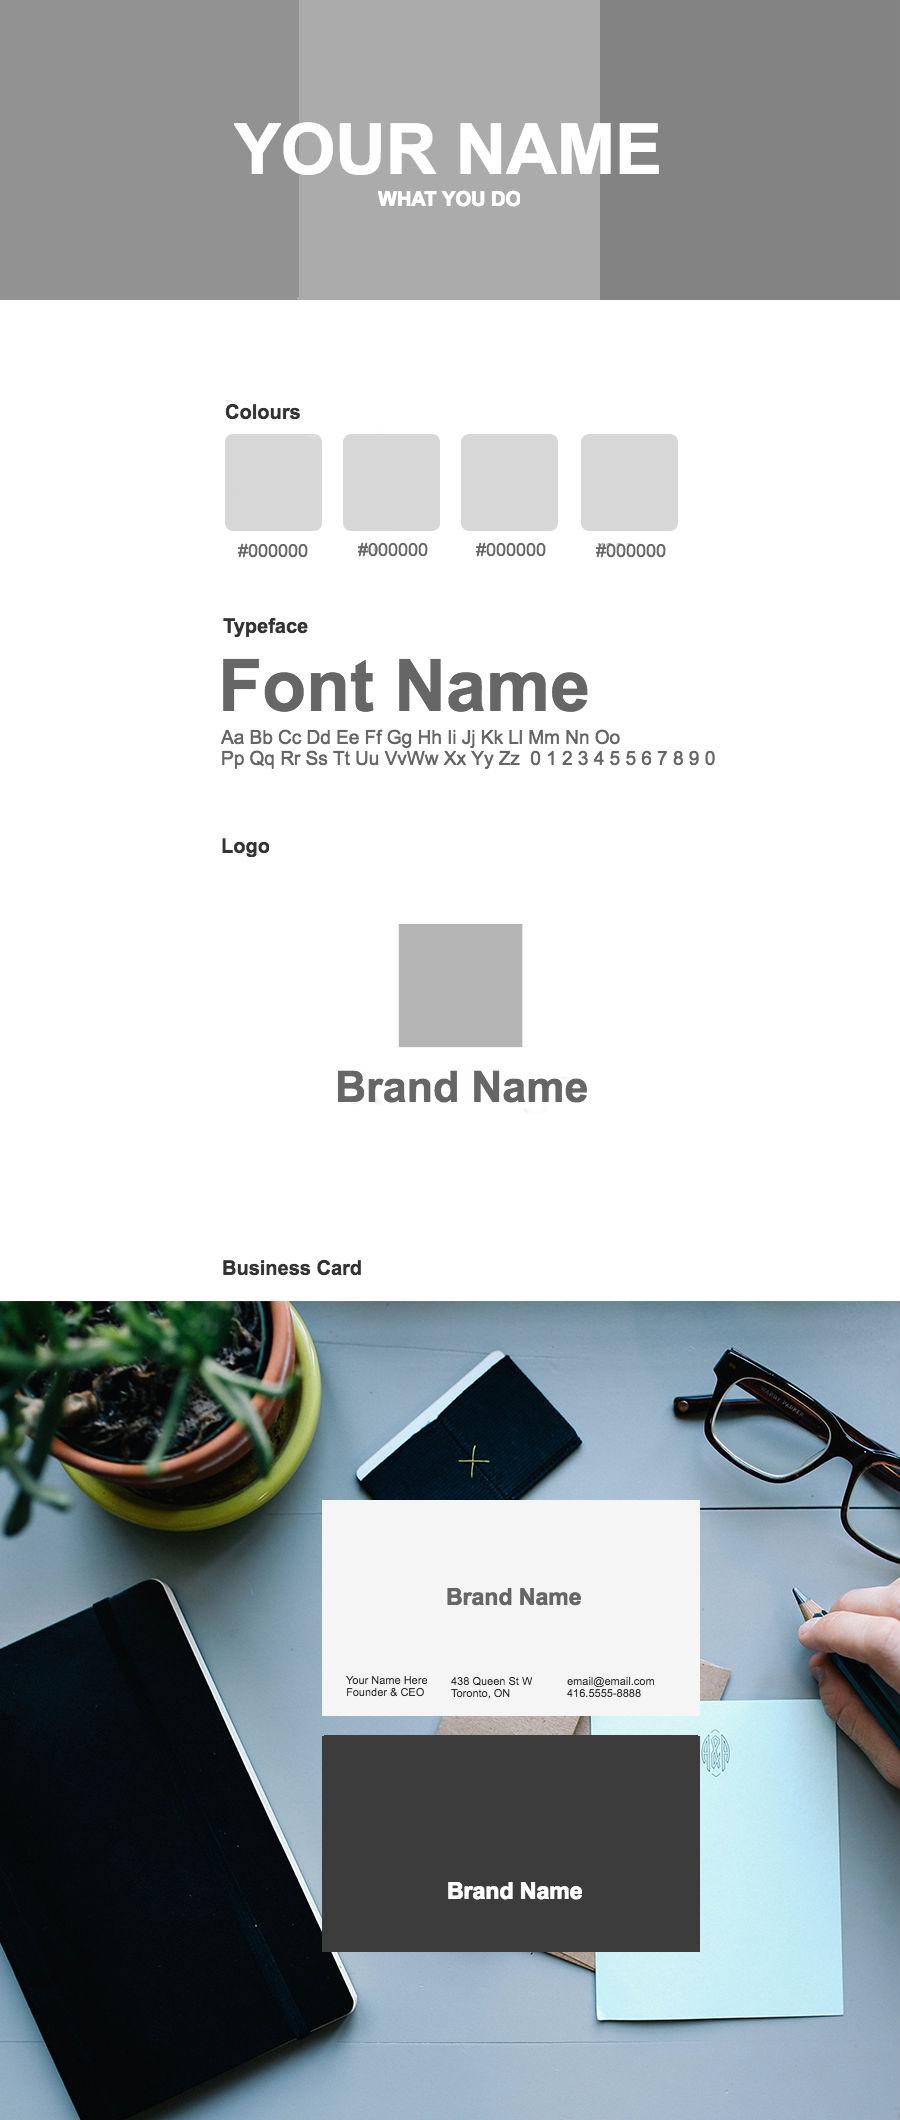 YOUR NAME
WHAT YOU DO
Colours
#000000 #000000 #000000 #000000
Typeface
Font Name
Aa Bb Cc Dd Ee Ff Gg Hh Ii Jj Kk Ll Mm Nn Oo
Pp Qq Rr Ss Tt Uu VvWw Xx Yy Zz 0 1 2 3 4 5 5 6 7 8 9 0
Logo
Brand Name
Business Card
WARBY PARKER
Brand Name
Your Name Here
Founder & CEO
438 Queen St W
Toronto, ON
email@email.com
416.5555-8888
A&A
Brand Name